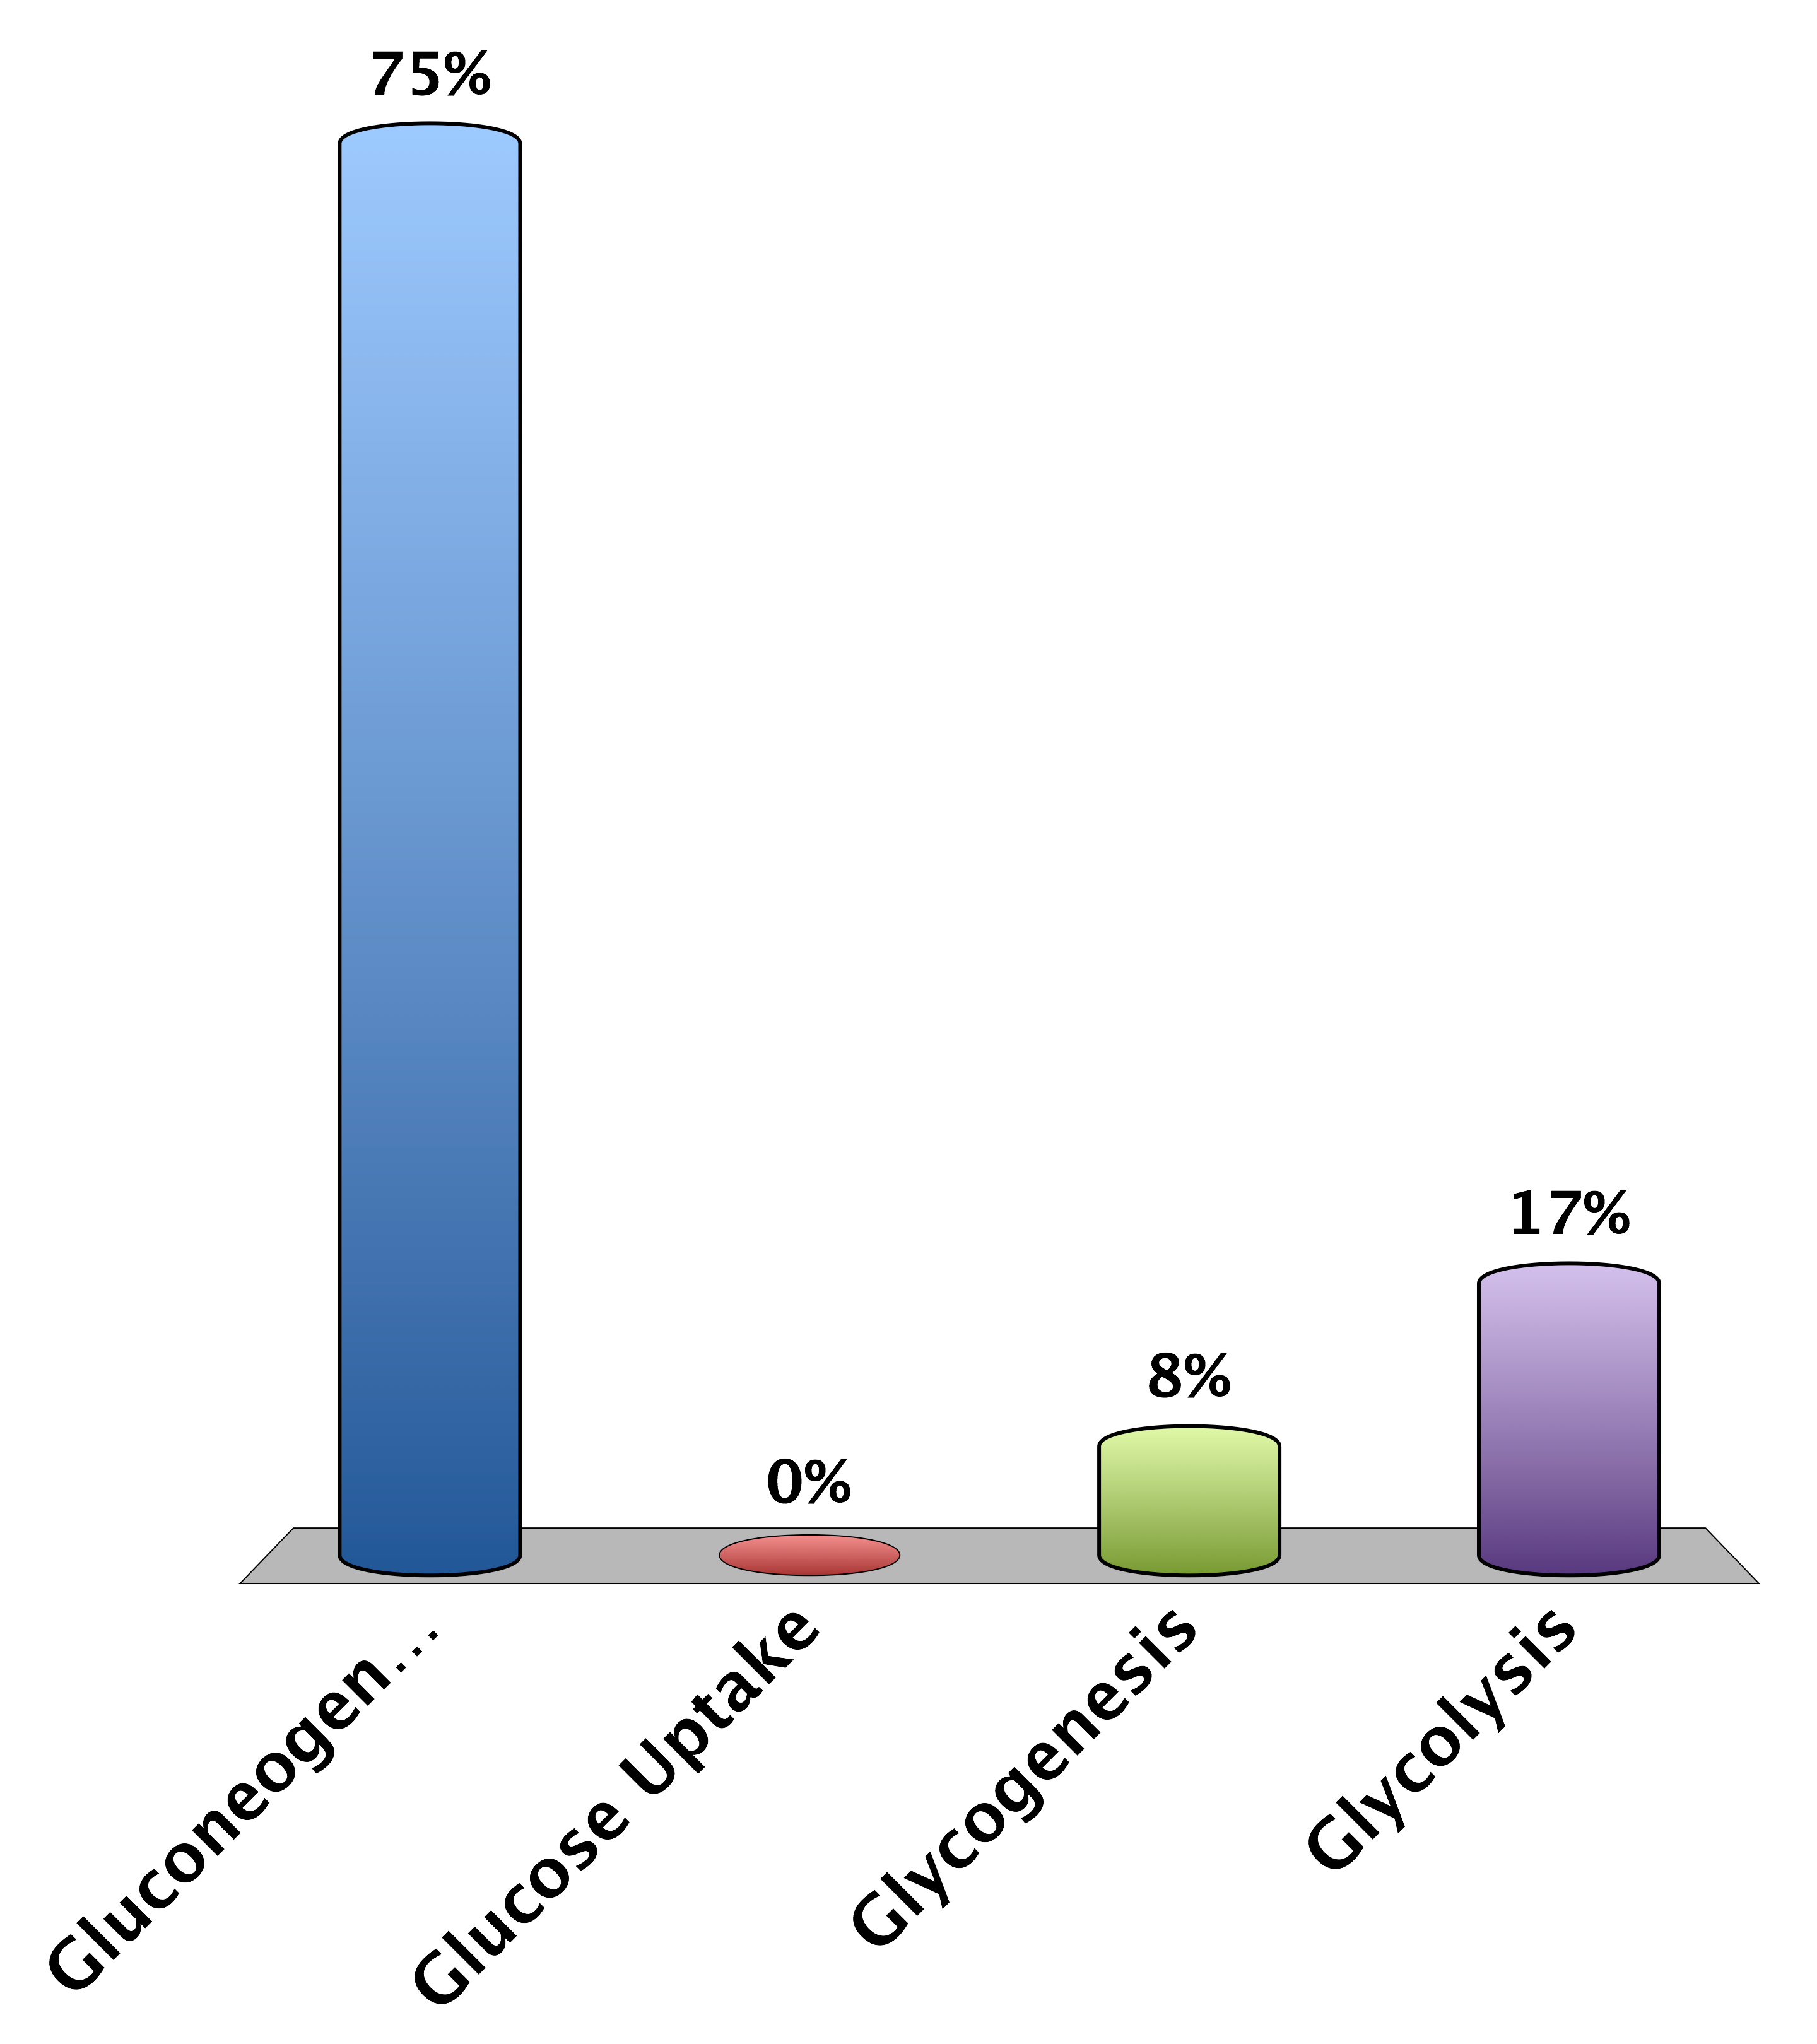 75%
0%
8%
17%
Gluconeogen...
Glucose Uptake
Glycogenesis
Glycolysis